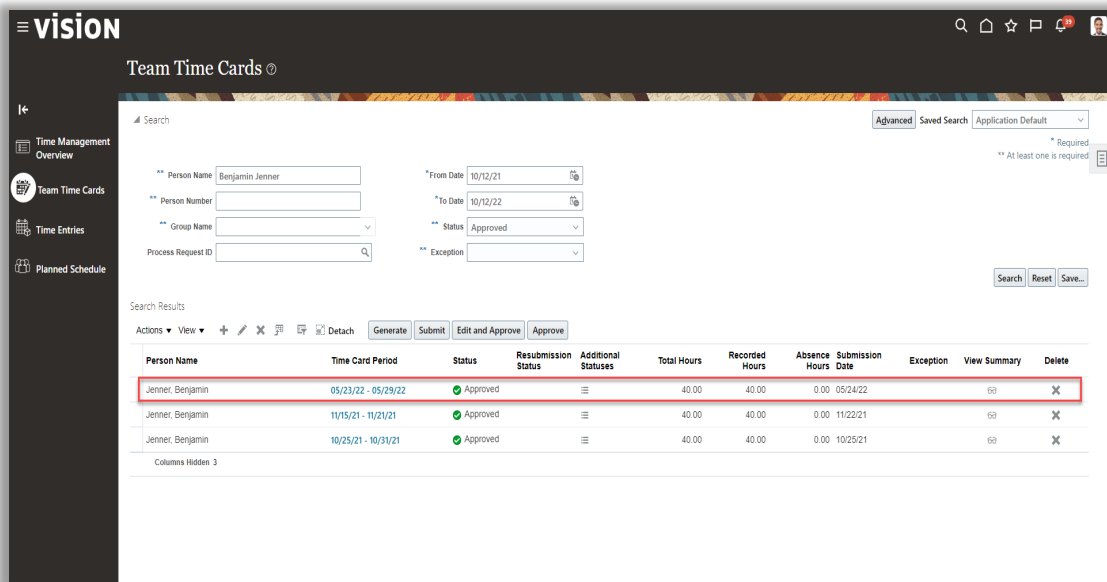 vision
39
Team Time Cards
Time Management Overview
Team Time Cards
Time Entries
Planned Schedule
Search
Advanced Saved Search Application Default
* Required
** At least one is required
** Person Name Benjamin Jenner *From Date 10/12/21
** Person Number *To Date 10/12/22
** Group Name ** Status Approved
Process Request ID ** Exception
Search Reset Save...
Search Results
Actions View Detach Generate Submit Edit and Approve Approve
Person Name Time Card Period Status Resubmission Status Additional Statuses Total Hours Recorded Hours Absence Hours Submission Date Exception View Summary Delete
Jenner, Benjamin 05/23/22 - 05/29/22 Approved 40.00 40.00 0.00 05/24/22
Jenner, Benjamin 11/15/21 - 11/21/21 Approved 40.00 40.00 0.00 11/22/21
Jenner, Benjamin 10/25/21 - 10/31/21 Approved 40.00 40.00 0.00 10/25/21
Columns Hidden 3